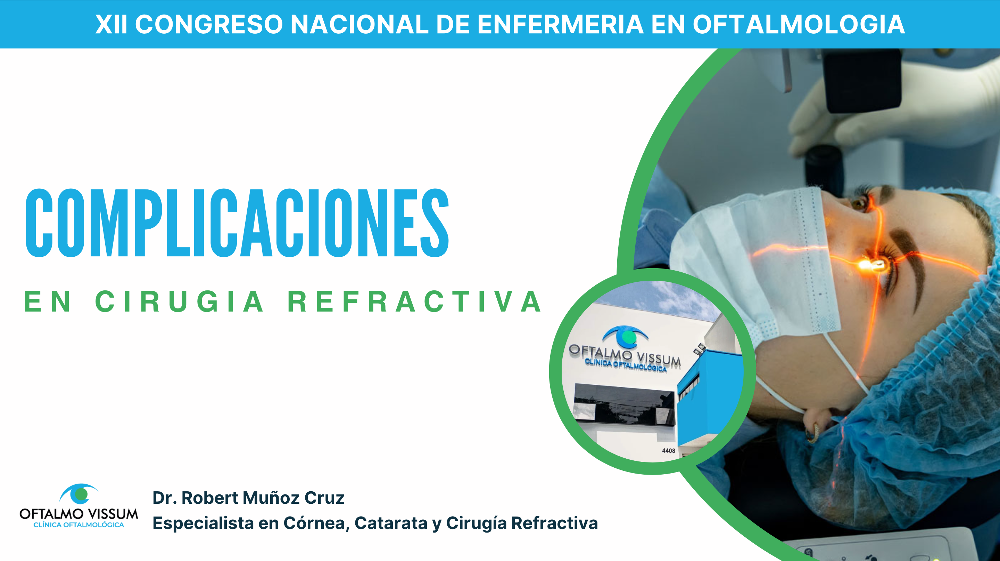 XII CONGRESO NACIONAL DE ENFERMERIA EN OFTALMOLOGIA
COMPLICACIONES
EN CIRUGIA REFRACTIVA
OFTALMO VISSUM
CLÍNICA OFTALMOLÓGICA
4408
OFTALMO VISSUM
CLÍNICA OFTALMOLÓGICA
Dr. Robert Muñoz Cruz
Especialista en Córnea, Catarata y Cirugía Refractiva